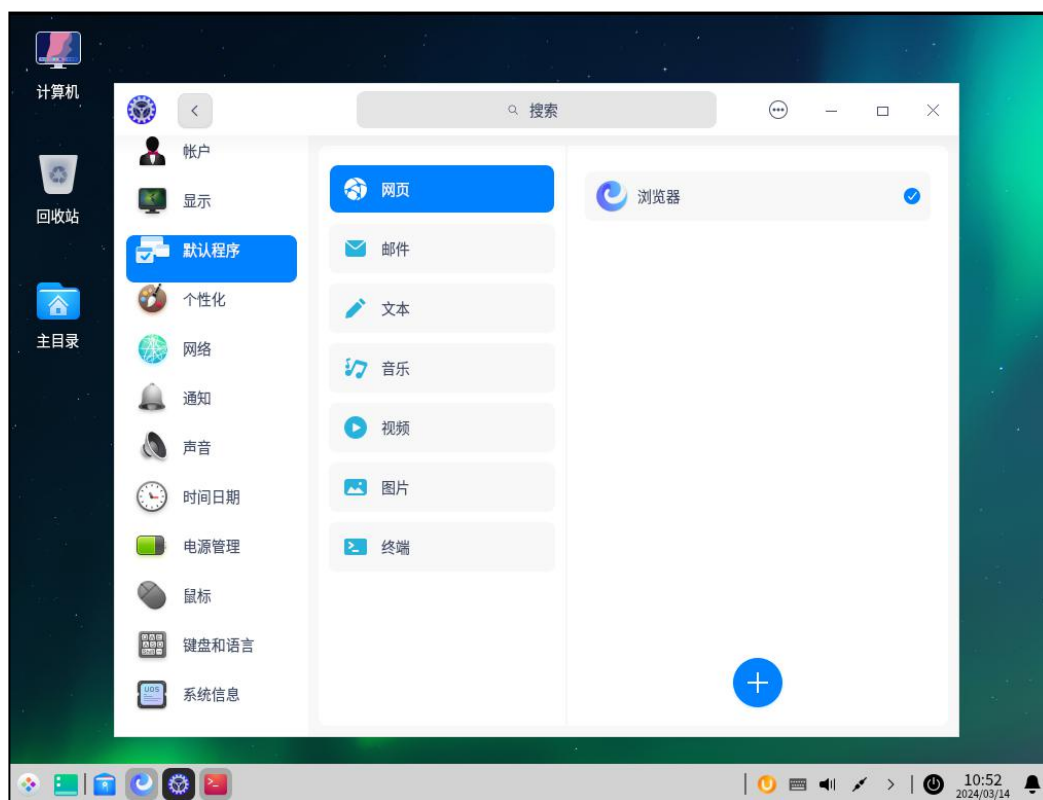 计算机
回收站
主目录
搜索
帐户
显示
默认程序
个性化
网络
通知
声音
时间日期
电源管理
鼠标
键盘和语言
系统信息
网页
邮件
文本
音乐
视频
图片
终端
浏览器
UOS
10:52
2024/03/14